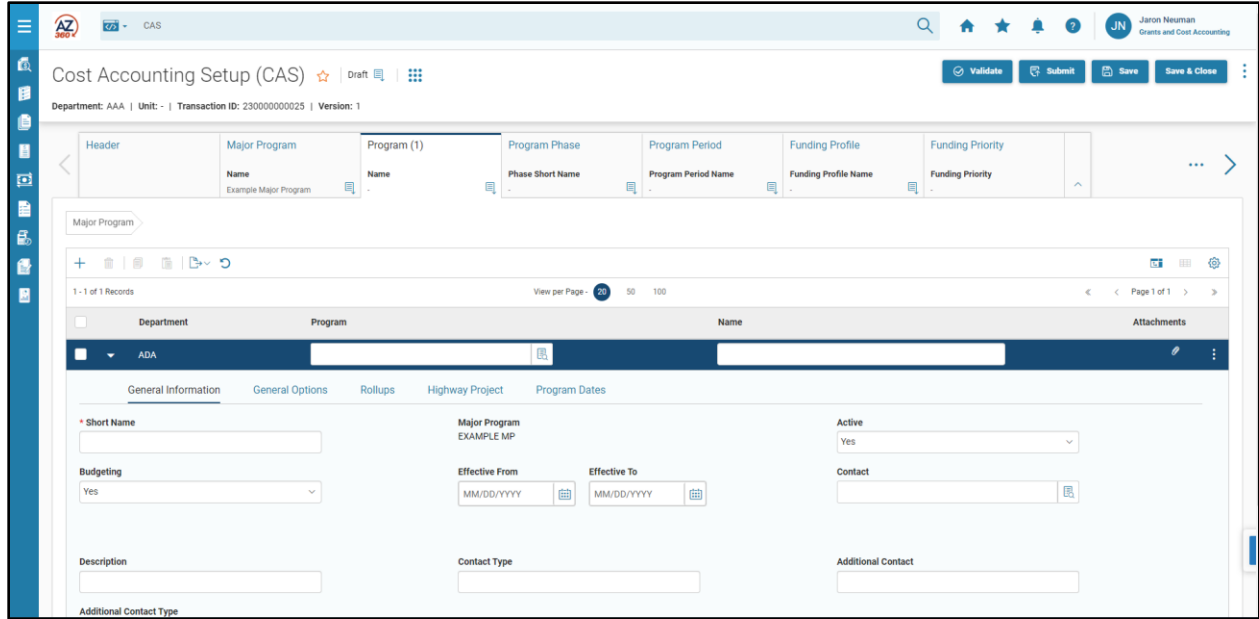 AZ
360
CAS
Jaron Neuman
JN
Grants and Cost Accounting
Cost Accounting Setup (CAS)
Draft
Validate
Submit
Save
Save & Close
Department: AAA | Unit: - | Transaction ID: 230000000025 | Version: 1
Header
Major Program
Program (1)
Program Phase
Program Period
Funding Profile
Funding Priority
Name
Name
Phase Short Name
Program Period Name
Funding Profile Name
Funding Priority
Example Major Program
-
-
-
-
-
Major Program
1 - 1 of 1 Records
View per Page - 20 50 100
Page 1 of 1
Department
Program
Name
Attachments
ADA
General Information
General Options
Rollups
Highway Project
Program Dates
* Short Name
Major Program
Active
EXAMPLE MP
Yes
Budgeting
Effective From
Effective To
Contact
Yes
MM/DD/YYYY
MM/DD/YYYY
Description
Contact Type
Additional Contact
Additional Contact Type